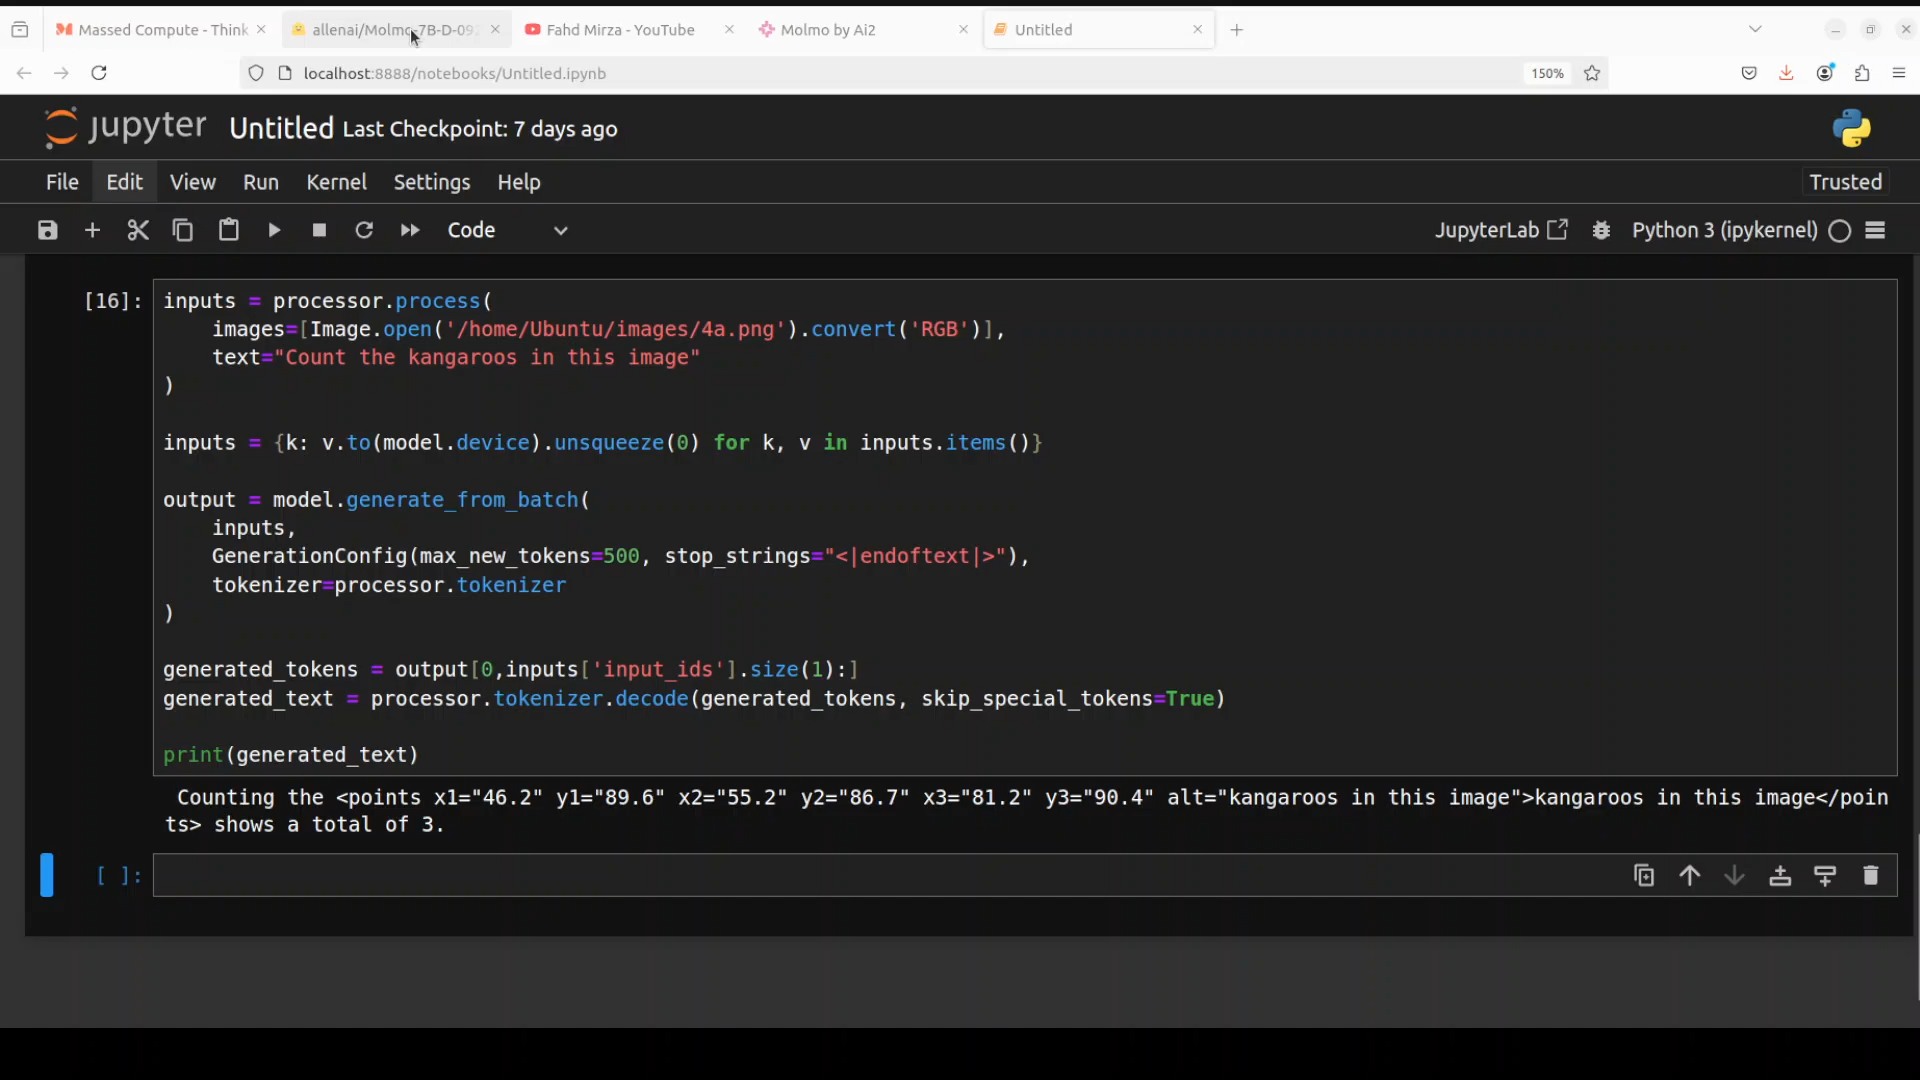 Massed Compute - Think
allenai/Molmo-7B-D-092
Fahd Mirza - YouTube
Molmo by Ai2
Untitled
localhost:8888/notebooks/Untitled.ipynb
150%
jupyter Untitled Last Checkpoint: 7 days ago
File Edit View Run Kernel Settings Help Trusted
Code JupyterLab Python 3 (ipykernel)
[16]: inputs = processor.process(
images=[Image.open('/home/Ubuntu/images/4a.png').convert('RGB')],
text="Count the kangaroos in this image"
)
inputs = {k: v.to(model.device).unsqueeze(0) for k, v in inputs.items()}
output = model.generate_from_batch(
inputs,
GenerationConfig(max_new_tokens=500, stop_strings="<|endoftext|>"),
tokenizer=processor.tokenizer
)
generated_tokens = output[0,inputs['input_ids'].size(1):]
generated_text = processor.tokenizer.decode(generated_tokens, skip_special_tokens=True)
print(generated_text)
Counting the <points x1="46.2" y1="89.6" x2="55.2" y2="86.7" x3="81.2" y3="90.4" alt="kangaroos in this image">kangaroos in this image</poin
ts> shows a total of 3.
[ ]: